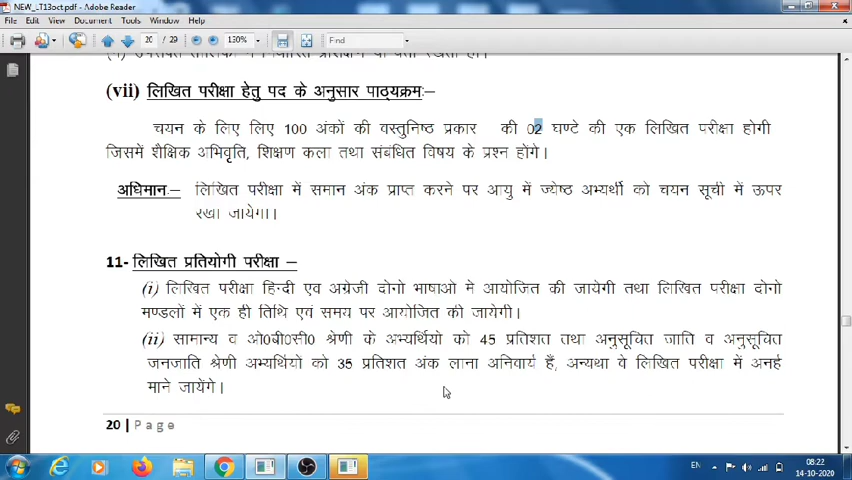 NEW_LT13oct.pdf - Adobe Reader
File Edit View Document Tools Window Help
20 / 29 130% Find
(vii) लिखित परीक्षा हेतु पद के अनुसार पाठ्यक्रमः–
चयन के लिए लिए 100 अंकों की वस्तुनिष्ठ प्रकार की 02 घण्टे की एक लिखित परीक्षा होगी
जिसमें शैक्षिक अभिवृति, शिक्षण कला तथा संबंधित विषय के प्रश्न होंगे।
अधिमान:– लिखित परीक्षा में समान अंक प्राप्त करने पर आयु में ज्येष्ठ अभ्यर्थी को चयन सूची में ऊपर
रखा जायेगा।
11- लिखित प्रतियोगी परीक्षा –
(i) लिखित परीक्षा हिन्दी एव अग्रेजी दोनो भाषाओ मे आयोजित की जायेगी तथा लिखित परीक्षा दोनो
मण्डलों में एक ही तिथि एवं समय पर आयोजित की जायेगी।
(ii) सामान्य व ओ0बी0सी0 श्रेणी के अभ्यर्थियो को 45 प्रतिशत तथा अनुसूचित जाति व अनुसूचित
जनजाति श्रेणी अभ्यर्थियों को 35 प्रतिशत अंक लाना अनिवार्य हैं, अन्यथा वे लिखित परीक्षा में अनर्ह
माने जायेंगे।
20 | Page
EN 08:22
14-10-2020